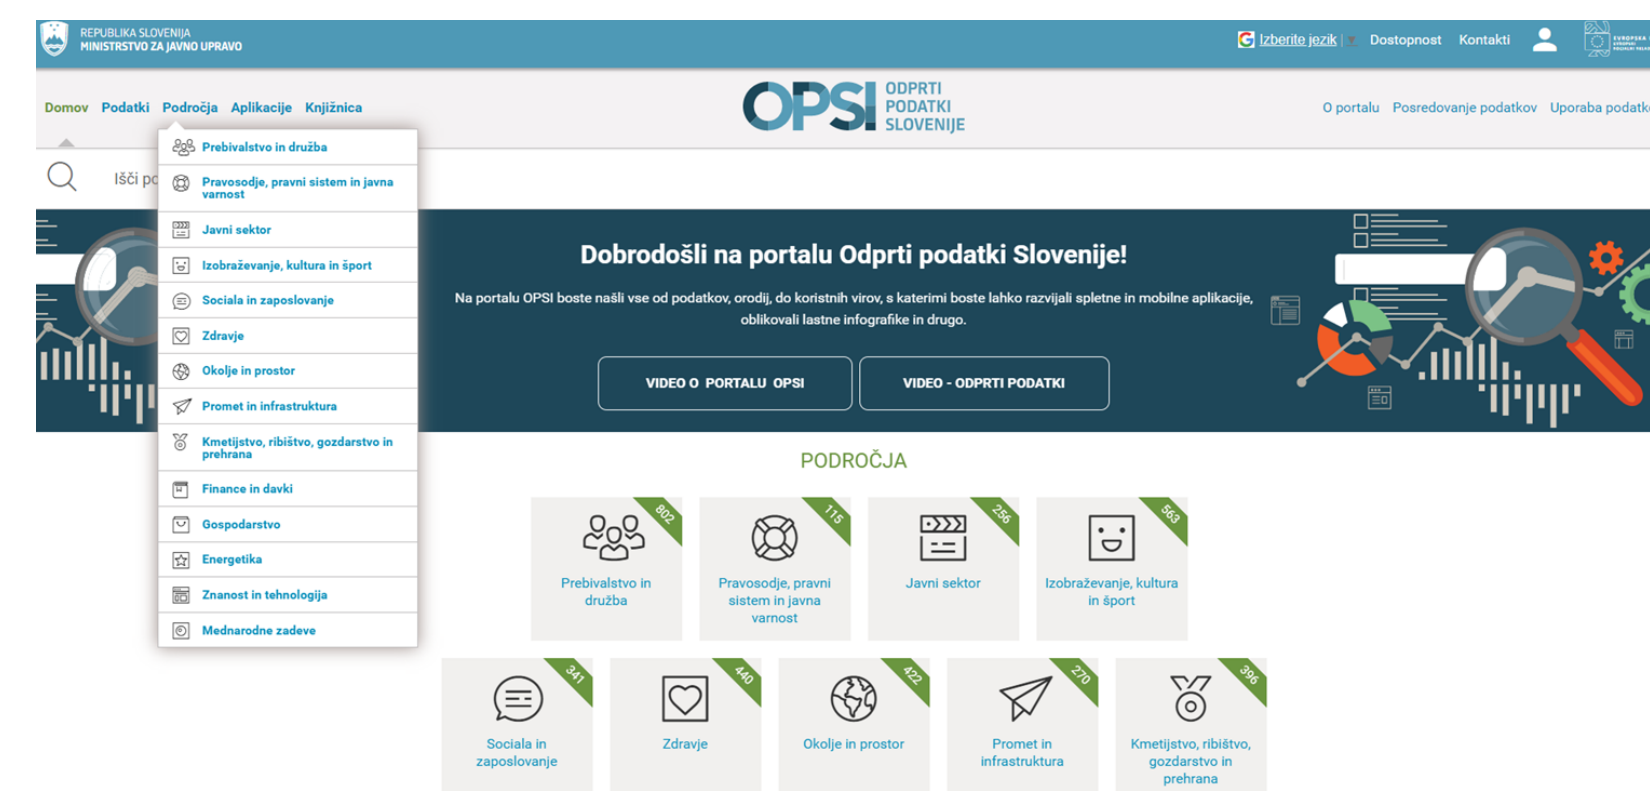 REPUBLIKA SLOVENIJA
MINISTRSTVO ZA JAVNO UPRAVO
Izberite jezik
Dostopnost
Kontakti
Domov
Podatki
Področja
Aplikacije
Knjižnica
OPSI
ODPRTI
PODATKI
SLOVENIJE
O portalu
Posredovanje podatkov
Uporaba
Išči
Prebivalstvo in družba
Pravosodje, pravni sistem in javna
varnost
Javni sektor
Izobraževanje, kultura in šport
Sociala in zaposlovanje
Zdravje
Okolje in prostor
Promet in infrastruktura
Kmetijstvo, ribištvo, gozdarstvo in
prehrana
Finance in davki
Gospodarstvo
Energetika
Znanost in tehnologija
Mednarodne zadeve
Dobrodošli na portalu Odprti podatki Slovenije!
Na portalu OPSI boste našli vse od podatkov, orodij, do koristnih virov, s katerimi boste lahko razvijali spletne in mobilne aplikacije,
oblikovali lastne infografike in drugo.
VIDEO O PORTALU OPSI
VIDEO - ODPRTI PODATKI
PODROČJA
802
Prebivalstvo in
družba
115
Pravosodje, pravni
sistem in javna
varnost
256
Javni sektor
563
Izobraževanje, kultura
in šport
341
Sociala in
zaposlovanje
440
Zdravje
422
Okolje in prostor
270
Promet in
infrastruktura
396
Kmetijstvo, ribištvo,
gozdarstvo in
prehrana